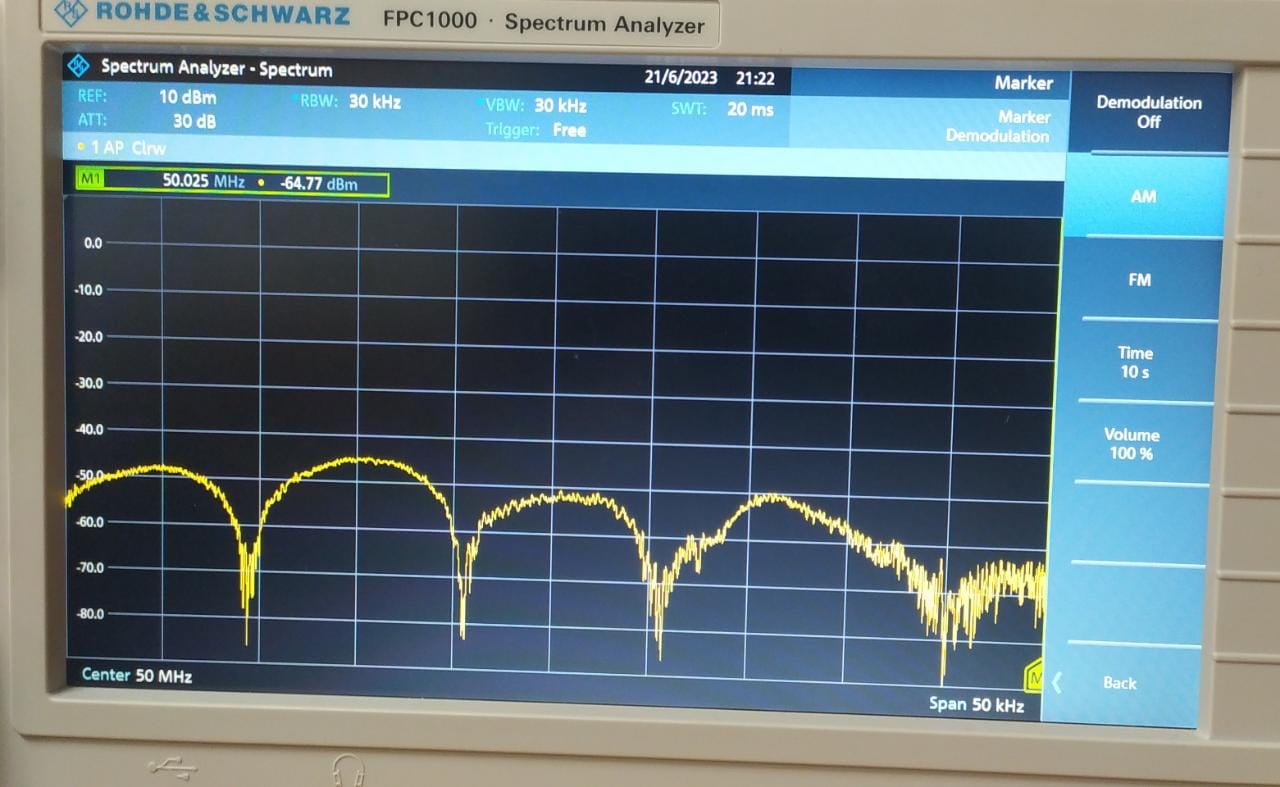 ROHDE&SCHWARZ FPC1000 · Spectrum Analyzer
Spectrum Analyzer - Spectrum 21/6/2023 21:22 Marker
REF: 10 dBm RBW: 30 kHz VBW: 30 kHz SWT: 20 ms
ATT: 30 dB Trigger: Free
Marker
Demodulation
1 AP Clrw
M1 50.025 MHz • -64.77 dBm
0.0
-10.0
-20.0
-30.0
-40.0
-50.0
-60.0
-70.0
-80.0
M
Center 50 MHz Span 50 kHz
Demodulation
Off
AM
FM
Time
10 s
Volume
100 %
Back